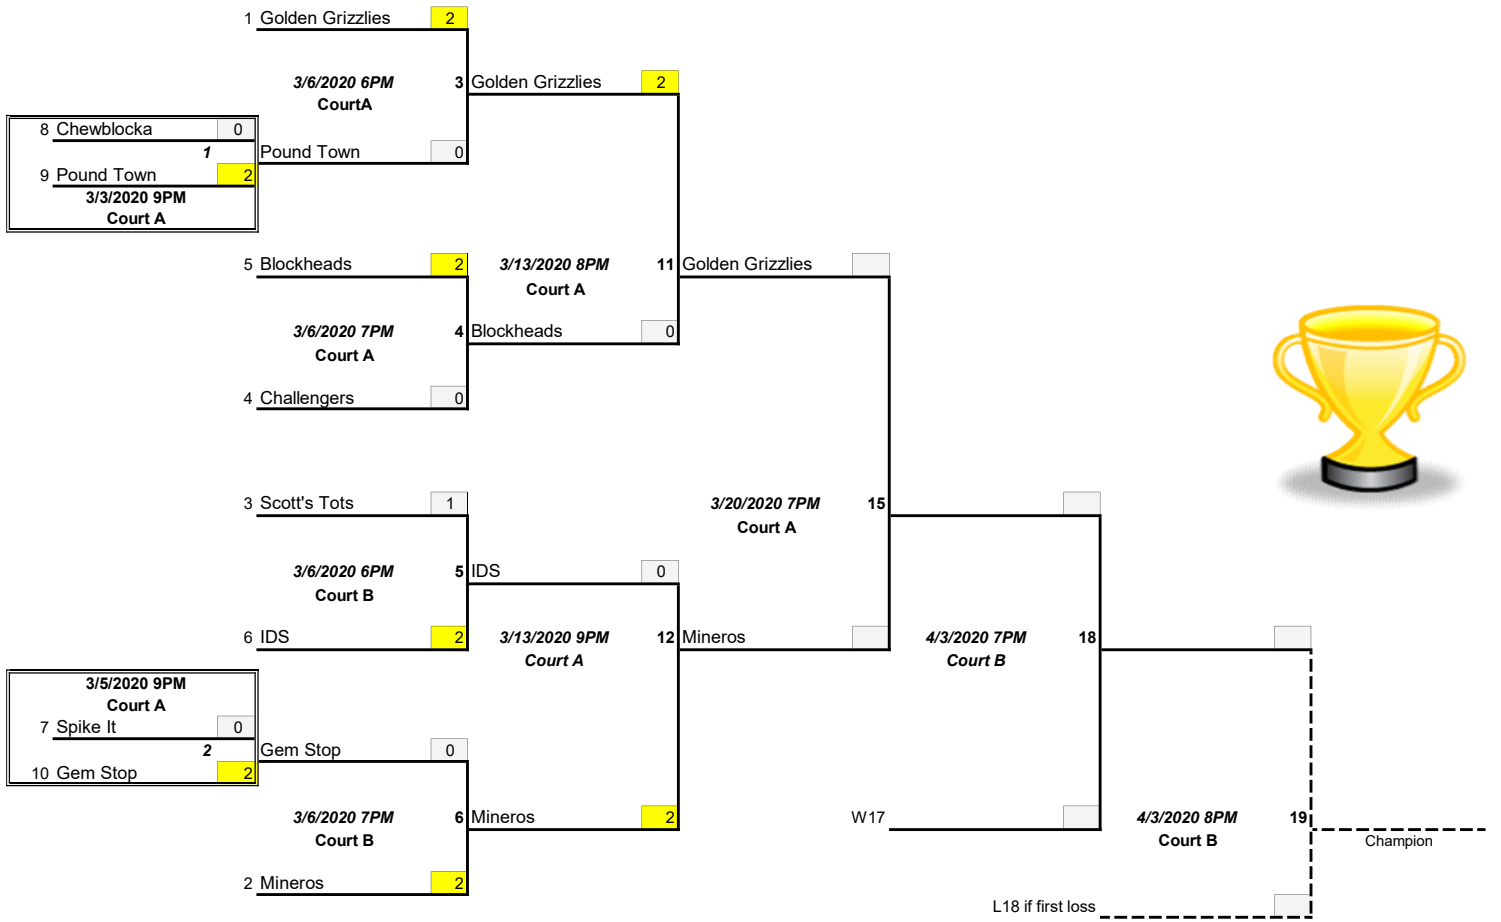 1 Golden Grizzlies 2
3/6/2020 6PM 3 Golden Grizzlies 2
CourtA
8 Chewblocka 0
1 Pound Town 0
9 Pound Town 2
3/3/2020 9PM
Court A
5 Blockheads 2 3/13/2020 8PM 11 Golden Grizzlies
Court A
3/6/2020 7PM 4 Blockheads 0
Court A
4 Challengers 0
3 Scott's Tots 1 3/20/2020 7PM 15
Court A
3/6/2020 6PM 5 IDS 0
Court B
6 IDS 2 3/13/2020 9PM 12 Mineros 4/3/2020 7PM 18
Court A Court B
3/5/2020 9PM
Court A
7 Spike It 0
2 Gem Stop 0
10 Gem Stop 2
3/6/2020 7PM 6 Mineros 2 W17 4/3/2020 8PM 19
Court B Court B Champion
2 Mineros 2
L18 if first loss